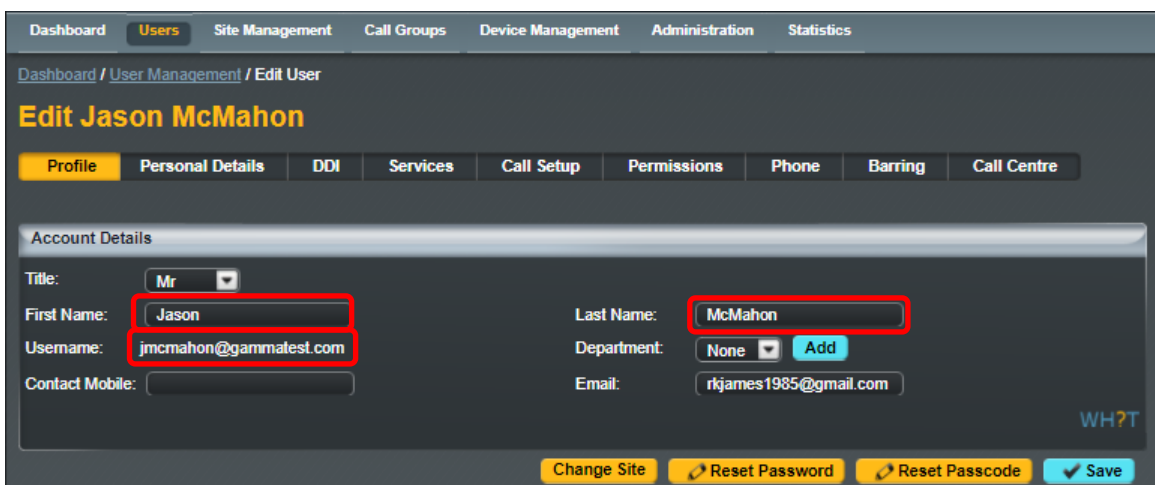 Dashboard Users Site Management Call Groups Device Management Administration Statistics
Dashboard / User Management / Edit User
Edit Jason McMahon
Profile Personal Details DDI Services Call Setup Permissions Phone Barring Call Centre
Account Details
Title: Mr
First Name: Jason Last Name: McMahon
Username: jmcmahon@gammatest.com Department: None Add
Contact Mobile: Email: rkjames1985@gmail.com
WH?T
Change Site Reset Password Reset Passcode Save